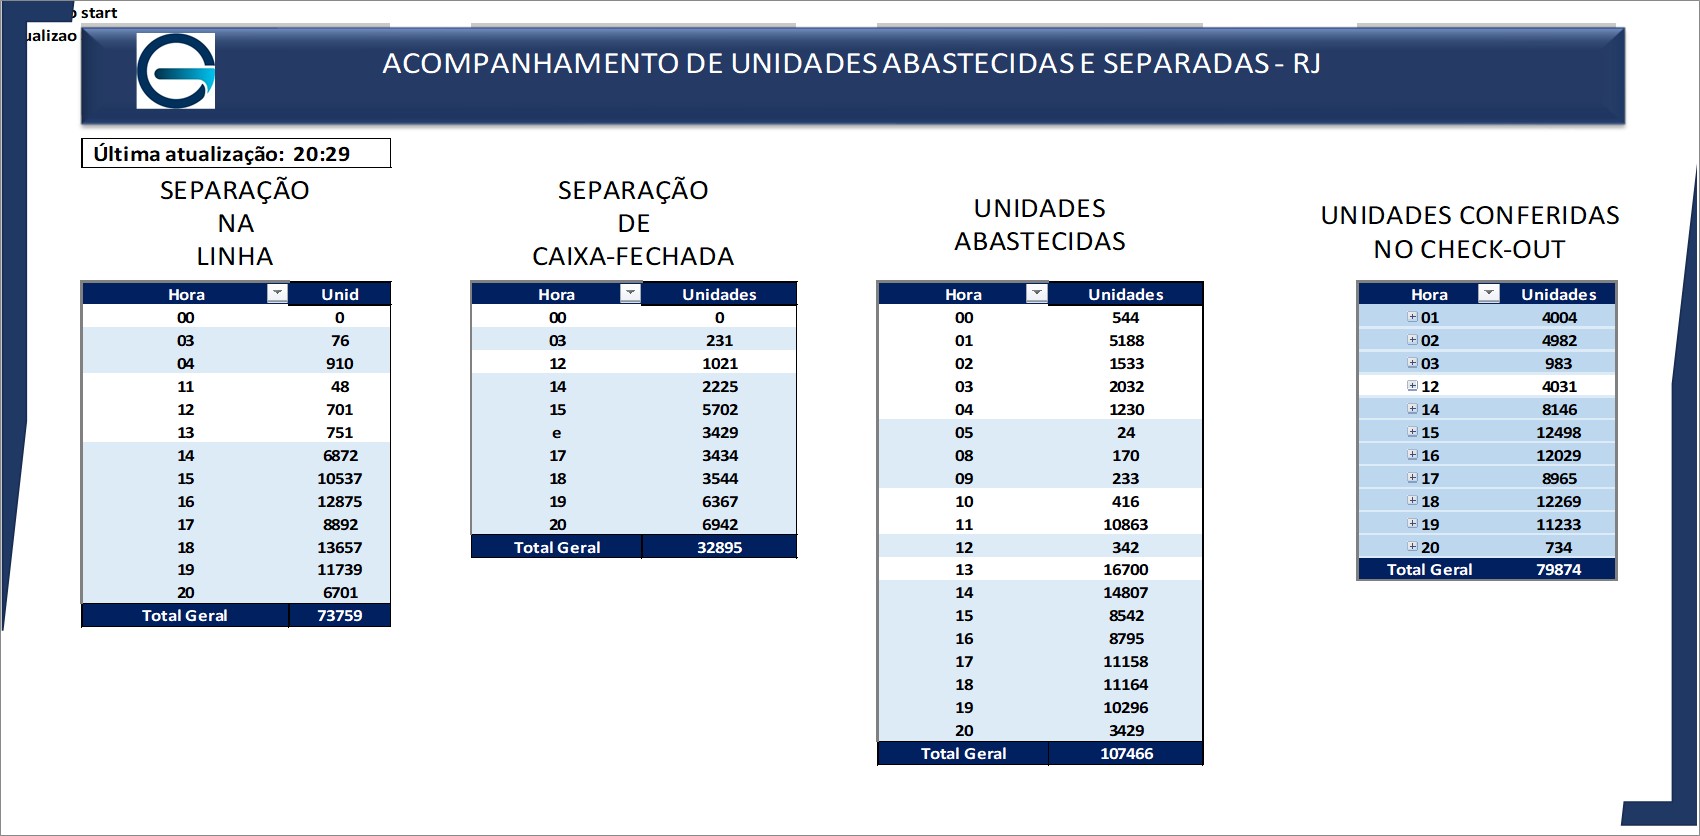 start
ualizao
ACOMPANHAMENTO DE UNIDADES ABASTECIDAS E SEPARADAS - RJ
Última atualização: 20:29
SEPARAÇÃO
NA
LINHA
Hora Unid
00 0
03 76
04 910
11 48
12 701
13 751
14 6872
15 10537
16 12875
17 8892
18 13657
19 11739
20 6701
Total Geral 73759
SEPARAÇÃO
DE
CAIXA-FECHADA
Hora Unidades
00 0
03 231
12 1021
14 2225
15 5702
e 3429
17 3434
18 3544
19 6367
20 6942
Total Geral 32895
UNIDADES
ABASTECIDAS
Hora Unidades
00 544
01 5188
02 1533
03 2032
04 1230
05 24
08 170
09 233
10 416
11 10863
12 342
13 16700
14 14807
15 8542
16 8795
17 11158
18 11164
19 10296
20 3429
Total Geral 107466
UNIDADES CONFERIDAS
NO CHECK-OUT
Hora Unidades
01 4004
02 4982
03 983
12 4031
14 8146
15 12498
16 12029
17 8965
18 12269
19 11233
20 734
Total Geral 79874